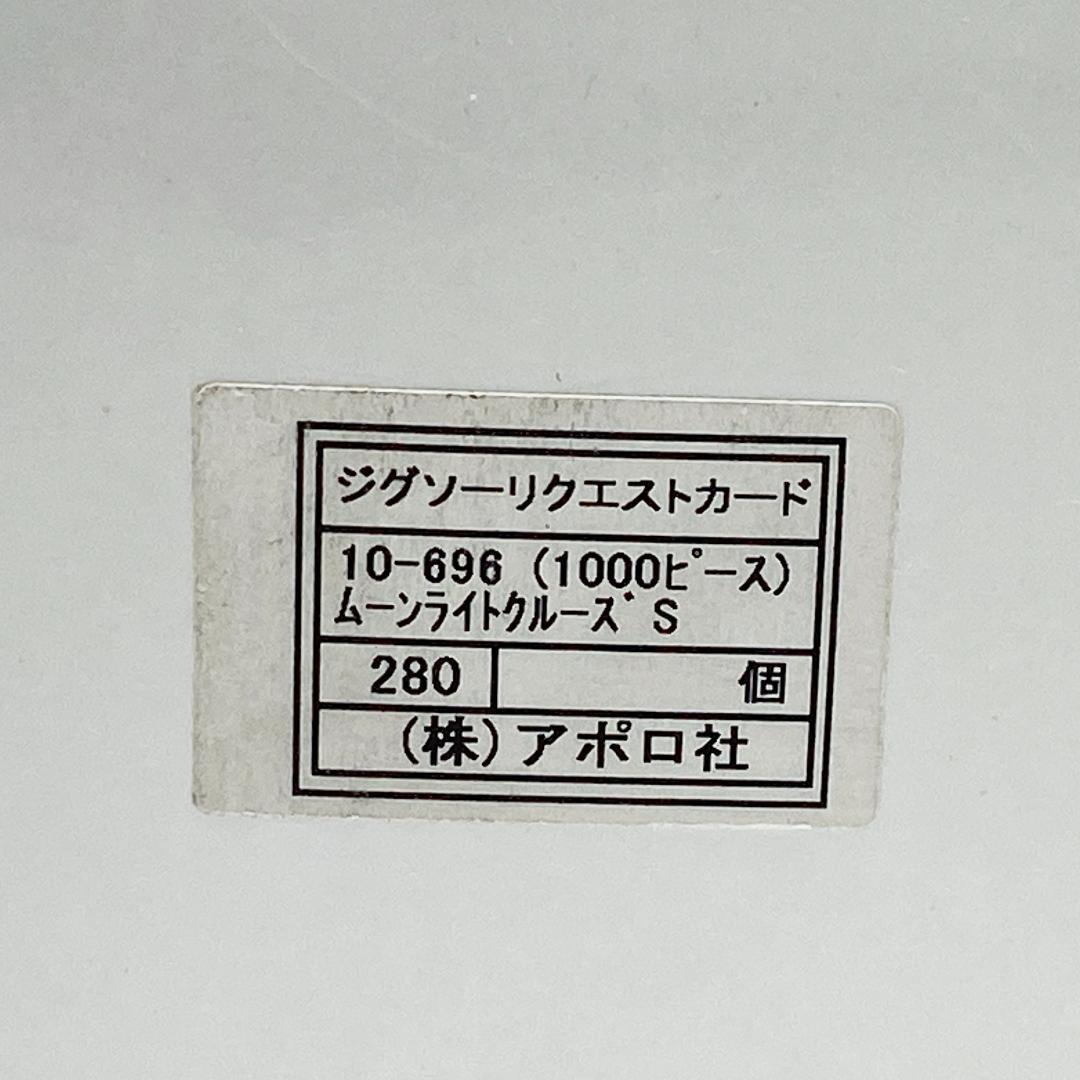 ジグソーリクエストカード
10-696 (1000ピース)
ムーンライトクルーズ S
280 個
(株)アポロ社